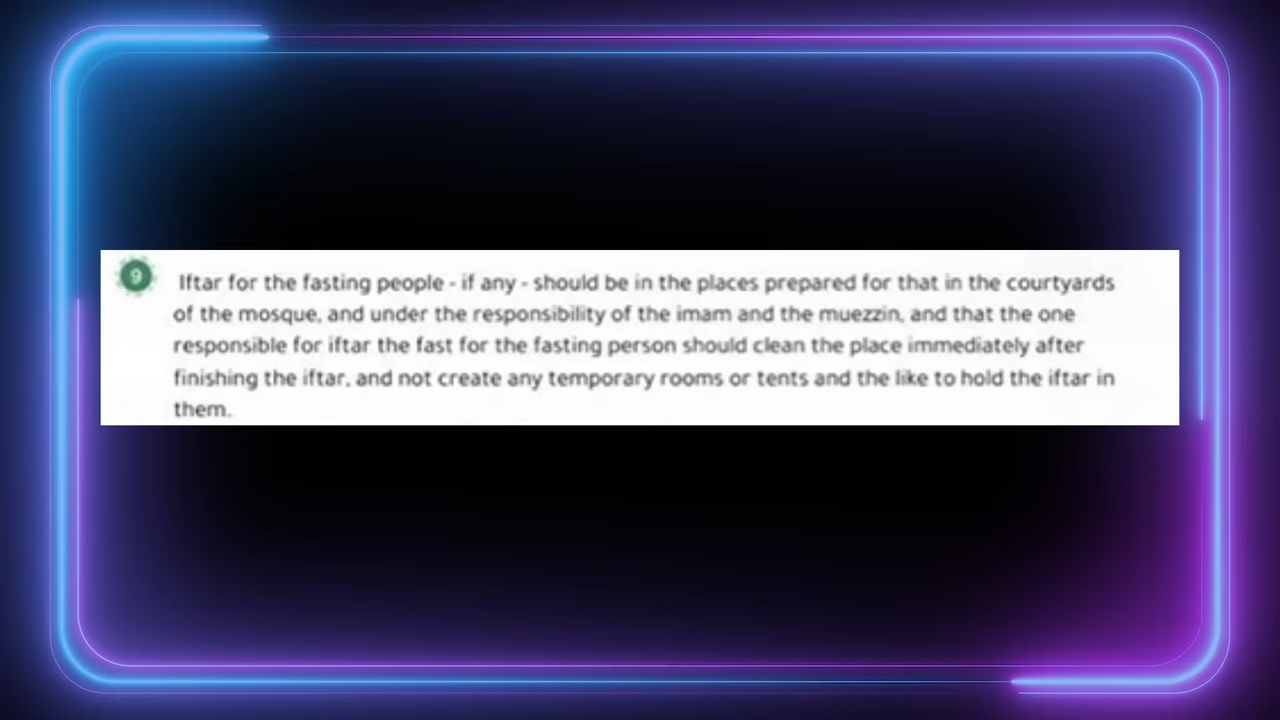 9
Iftar for the fasting people - if any - should be in the places prepared for that in the courtyards
of the mosque, and under the responsibility of the imam and the muezzin, and that the one
responsible for iftar the fast for the fasting person should clean the place immediately after
finishing the iftar, and not create any temporary rooms or tents and the like to hold the iftar in
them.